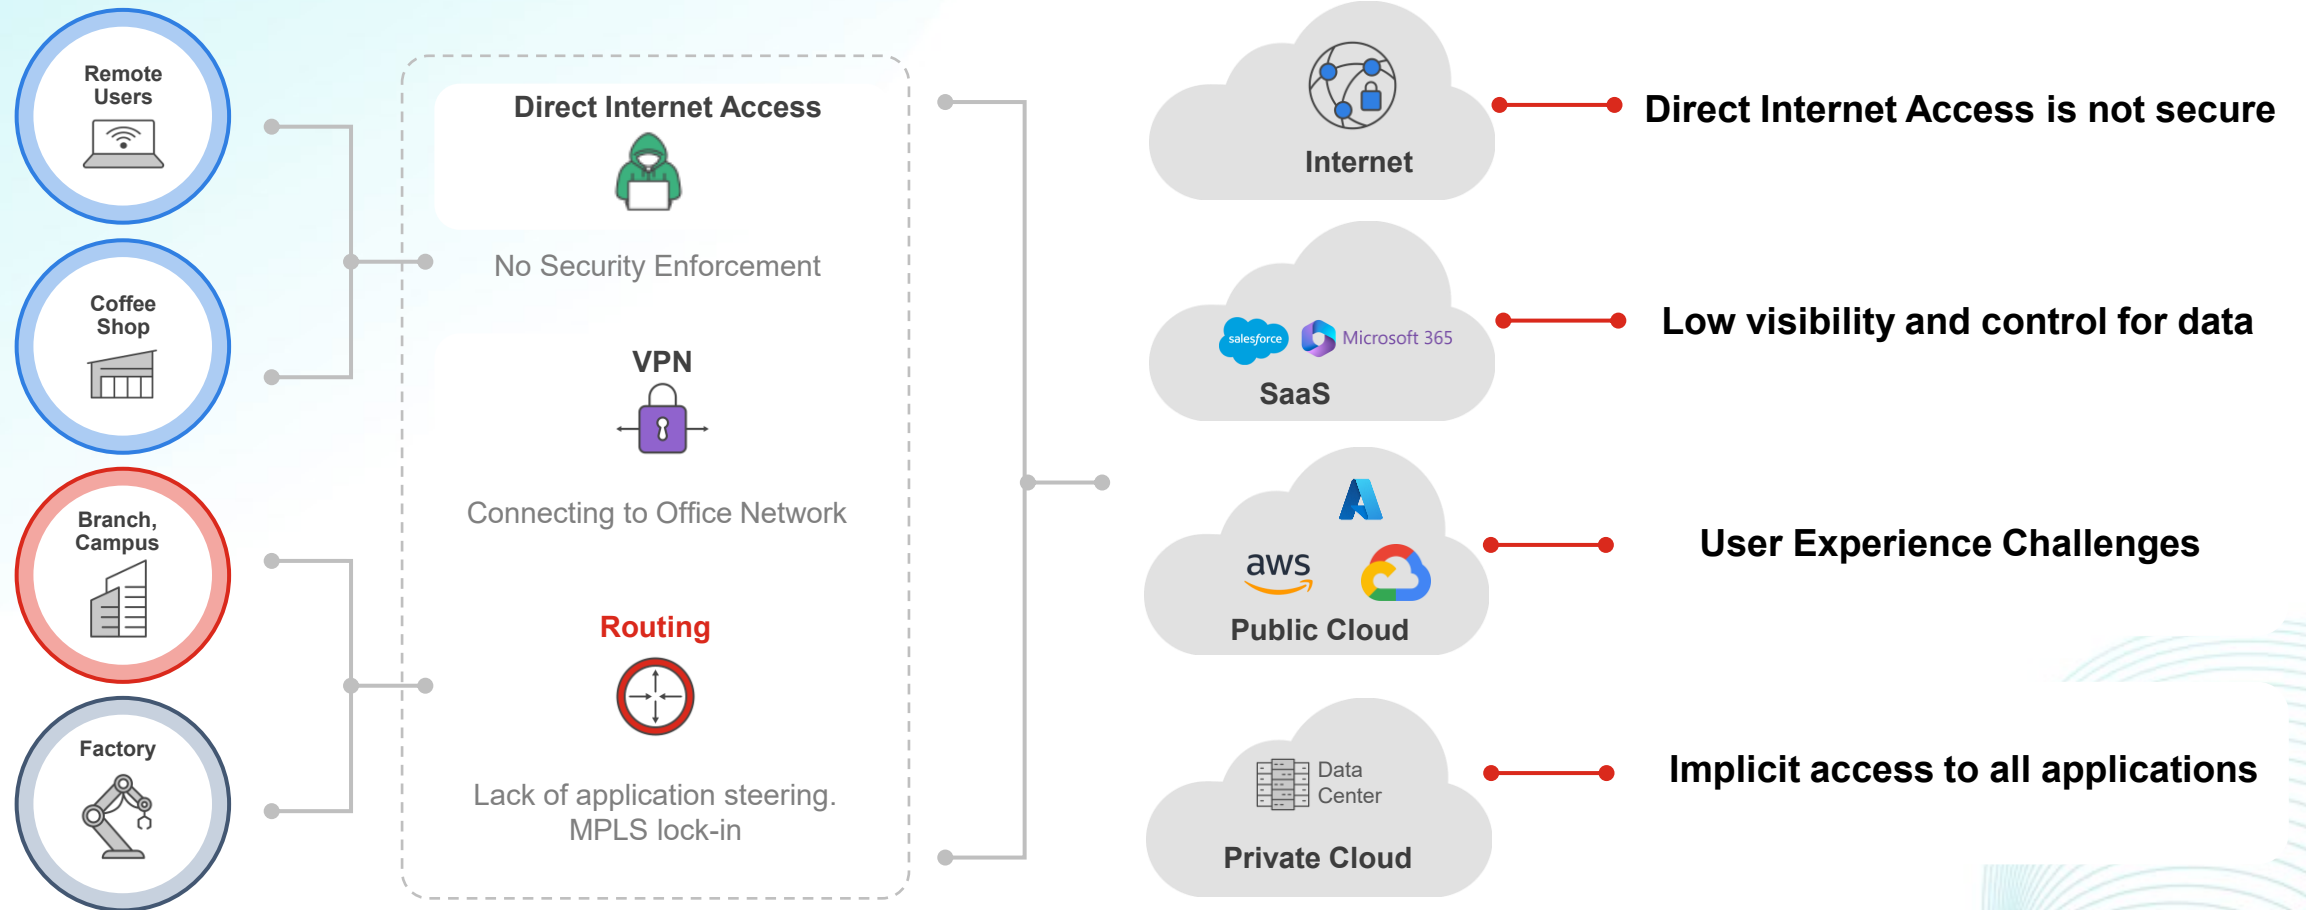 Remote
Users
Coffee
Shop
Branch,
Campus
Factory
Direct Internet Access
No Security Enforcement
VPN
Connecting to Office Network
Routing
Lack of application steering.
MPLS lock-in
Internet
salesforce
Microsoft 365
SaaS
aws
Public Cloud
Data
Center
Private Cloud
Direct Internet Access is not secure
Low visibility and control for data
User Experience Challenges
Implicit access to all applications